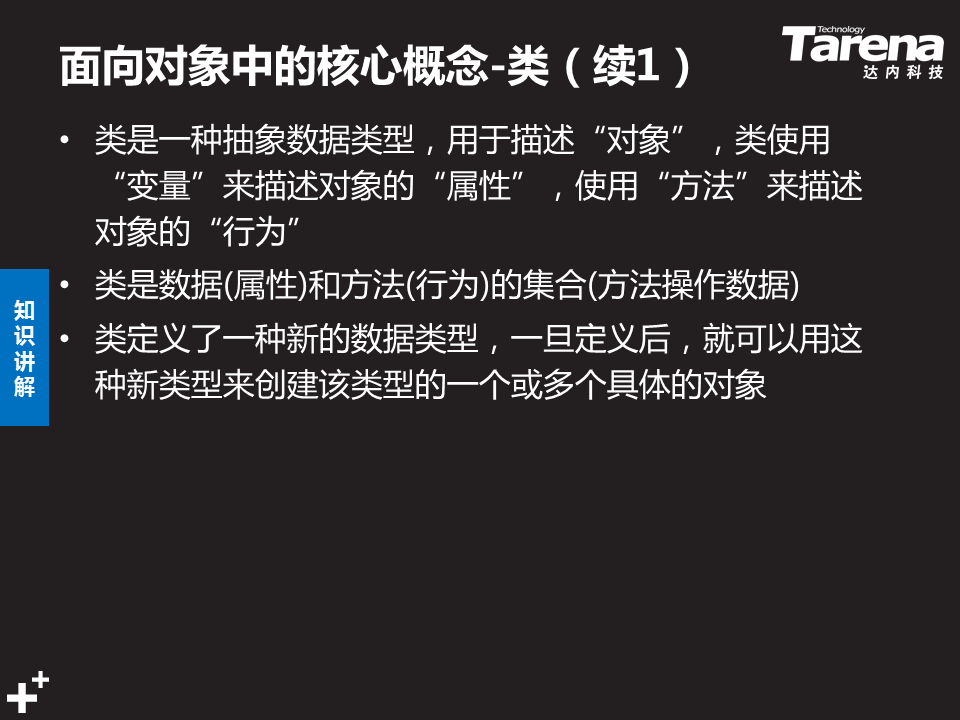 面向对象中的核心概念-类（续1）
Technology
Tarena
达内科技
• 类是一种抽象数据类型，用于描述“对象”，类使用
“变量”来描述对象的“属性”，使用“方法”来描述
对象的“行为”
• 类是数据(属性)和方法(行为)的集合(方法操作数据)
• 类定义了一种新的数据类型，一旦定义后，就可以用这
种新类型来创建该类型的一个或多个具体的对象
知
识
讲
解